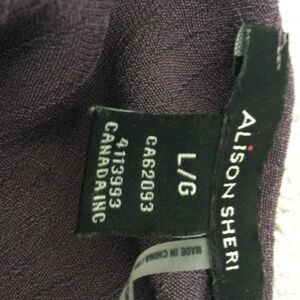 ALISON SHERI
L/G
CA62093
4113993
CANADA INC
MADE IN CHINA /